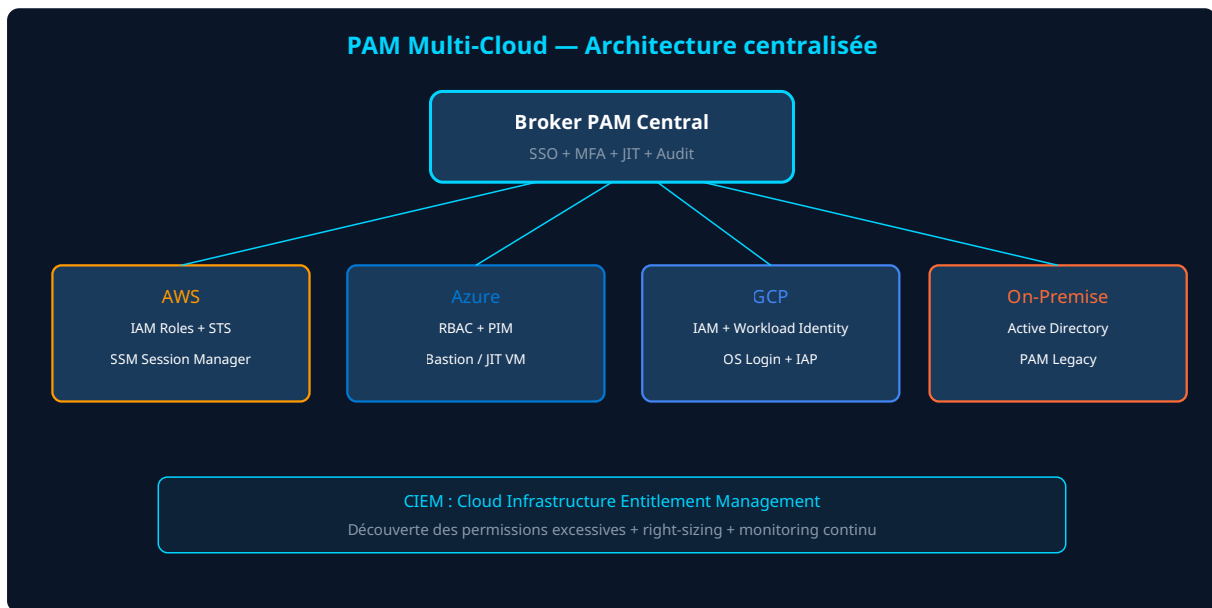 PAM Multi-Cloud — Architecture centralisée
Broker PAM Central
SSO + MFA + JIT + Audit
AWS
IAM Roles + STS
SSM Session Manager
Azure
RBAC + PIM
Bastion / JIT VM
GCP
IAM + Workload Identity
OS Login + IAP
On-Premise
Active Directory
PAM Legacy
CIEM : Cloud Infrastructure Entitlement Management
Découverte des permissions excessives + right-sizing + monitoring continu